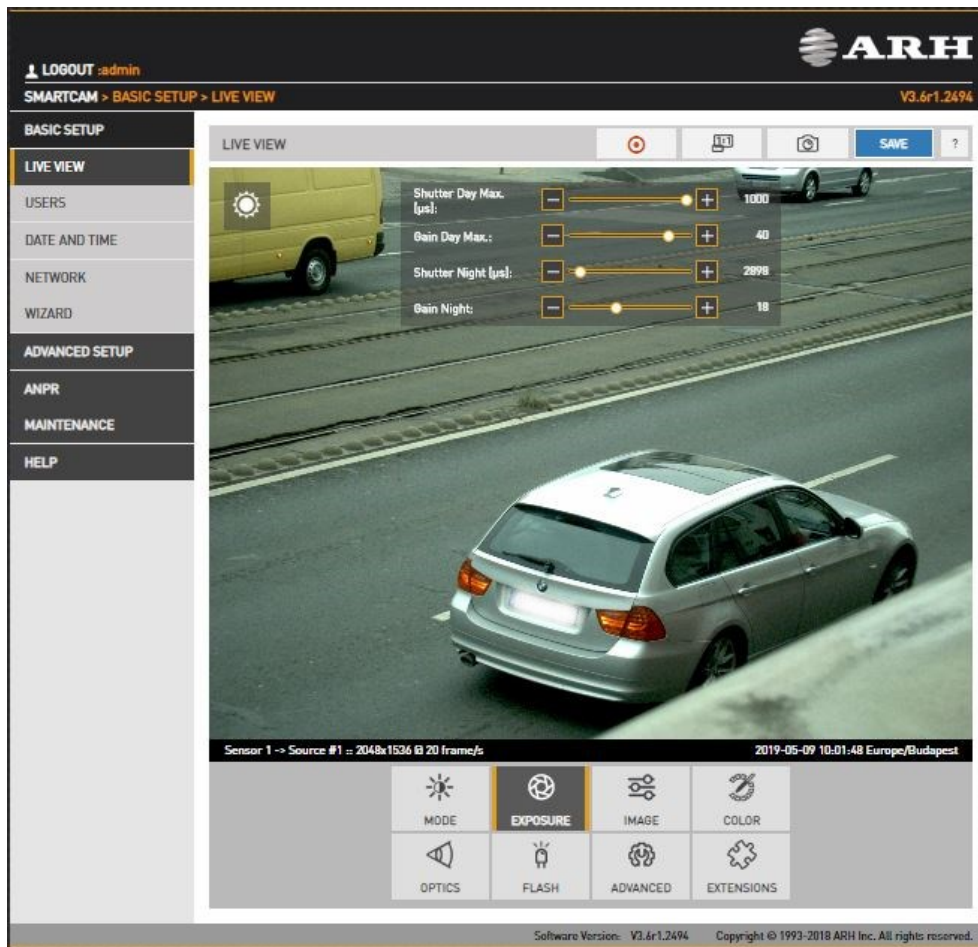 ARH
LOGOUT :admin
SMARTCAM > BASIC SETUP > LIVE VIEW
V3.6r1.2494
BASIC SETUP
LIVE VIEW
USERS
DATE AND TIME
NETWORK
WIZARD
ADVANCED SETUP
ANPR
MAINTENANCE
HELP
LIVE VIEW
1:1
SAVE
?
Shutter Day Max. [µs]: 1000
Gain Day Max.: 40
Shutter Night [µs]: 2898
Gain Night: 18
Sensor 1 -> Source #1 :: 2048x1536 @ 20 frame/s
2019-05-09 10:01:48 Europe/Budapest
MODE
EXPOSURE
IMAGE
COLOR
OPTICS
FLASH
ADVANCED
EXTENSIONS
Software Version: V3.6r1.2494
Copyright © 1993-2018 ARH Inc. All rights reserved.